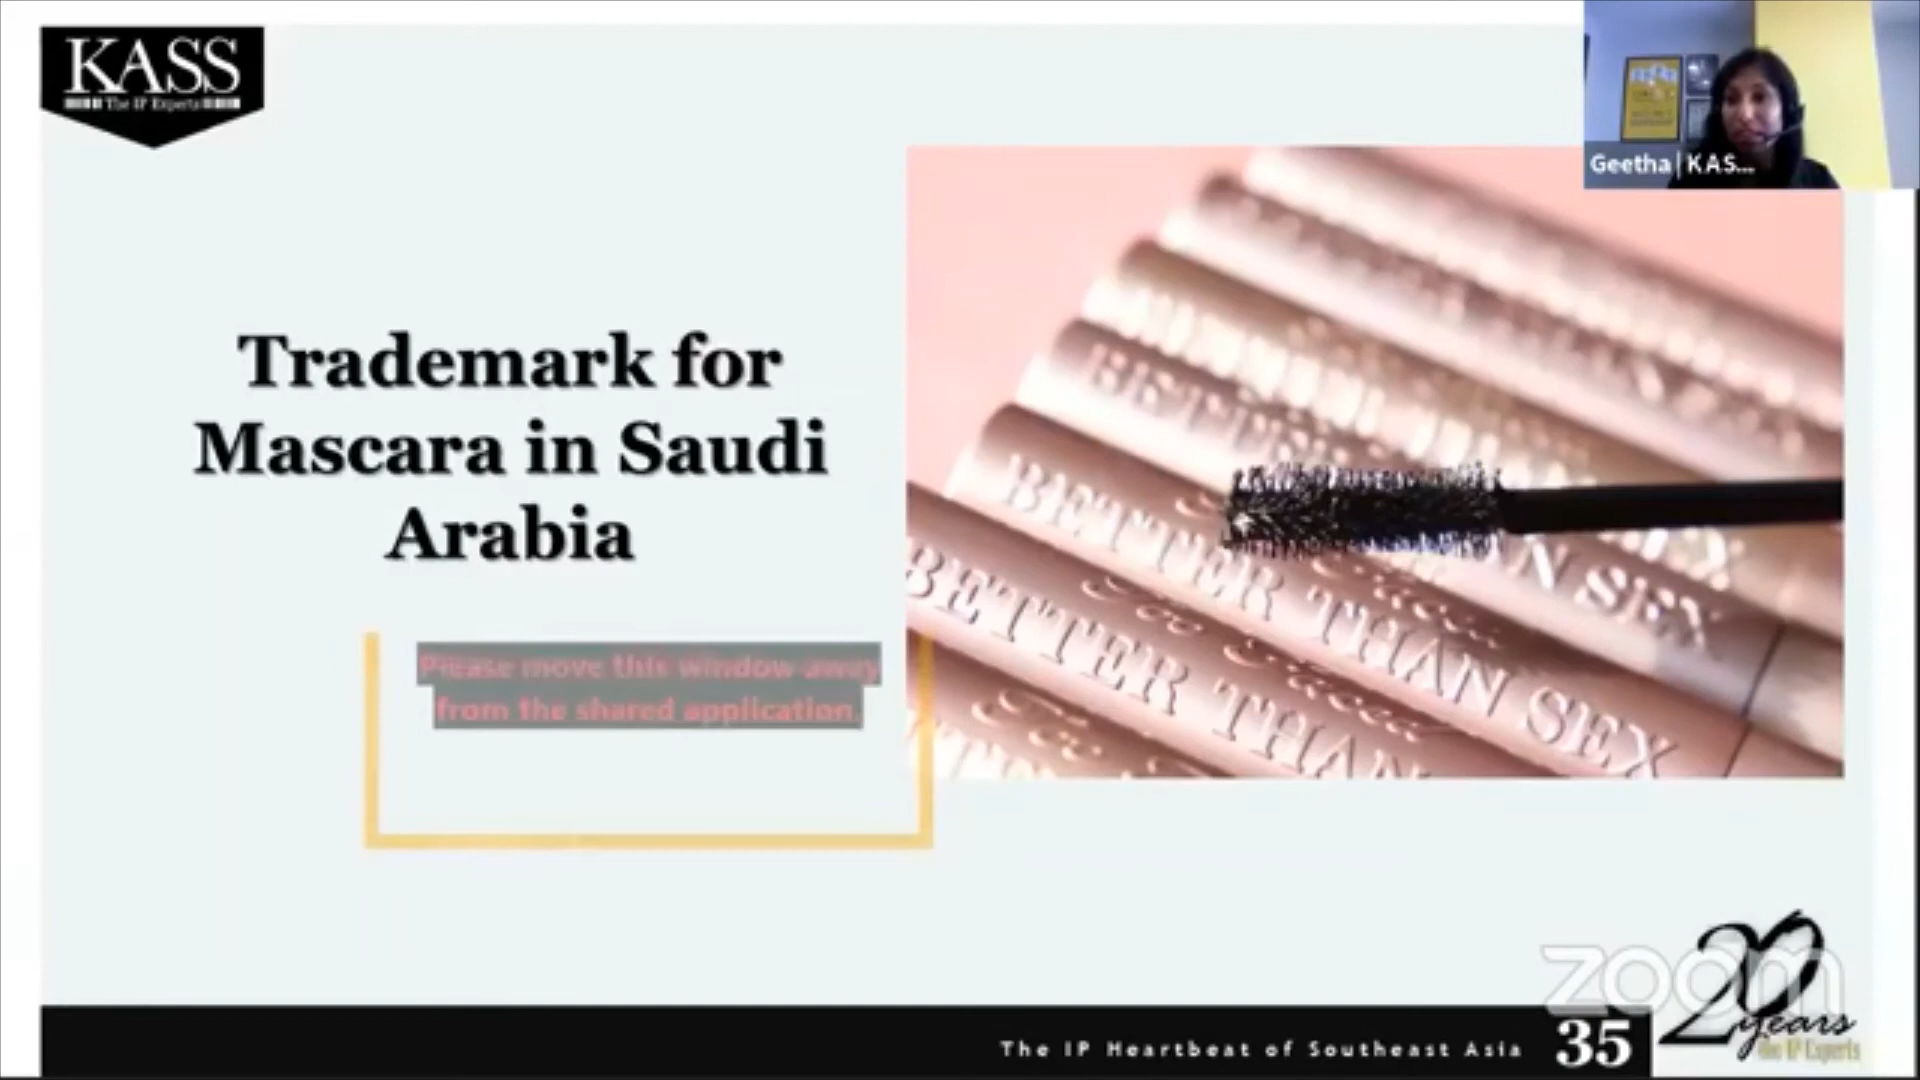 KASS
The IP Experts
Geetha | KAS...
Trademark for
Mascara in Saudi
Arabia
Please move this window away
from the shared application.
BETTER THAN SEX
BETTER THAN
Too Faced
zoom
20
years
The IP Experts
The IP Heartbeat of Southeast Asia
35